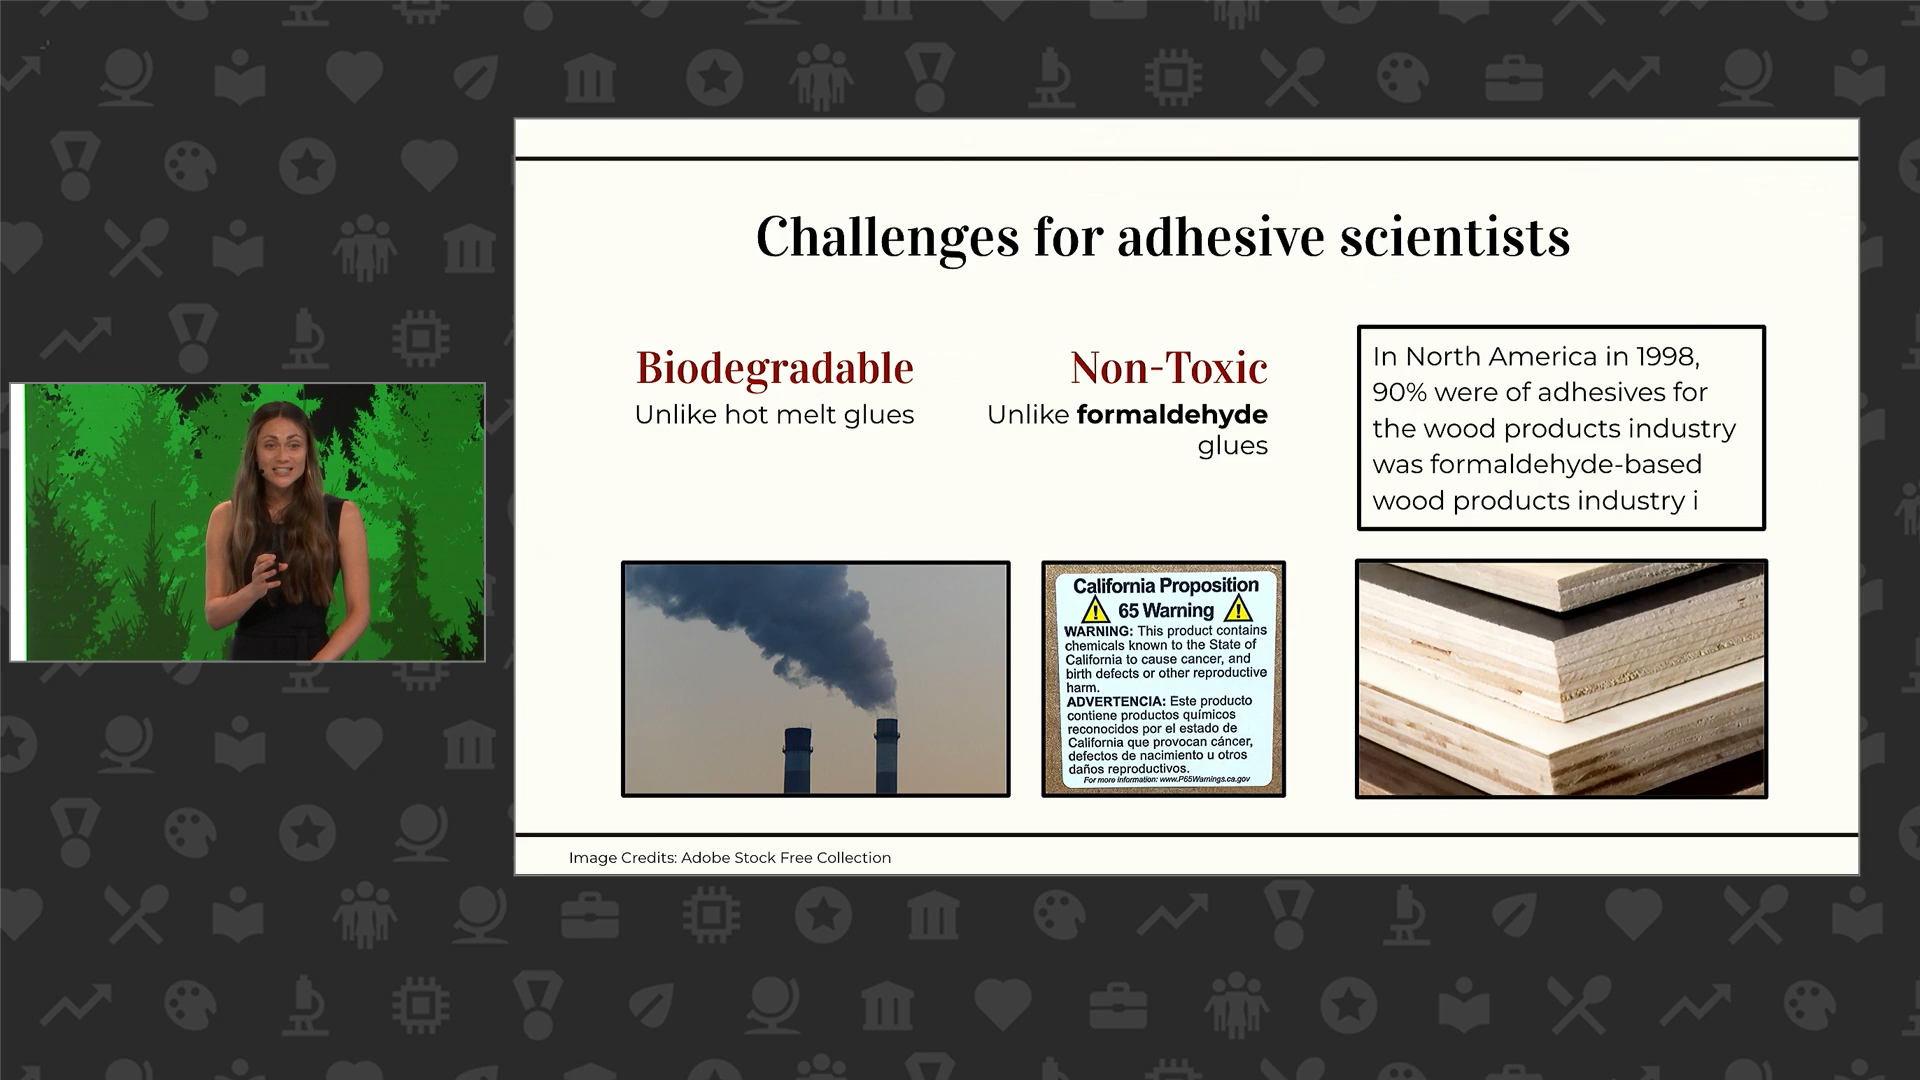 Challenges for adhesive scientists
Biodegradable
Unlike hot melt glues
Non-Toxic
Unlike formaldehyde
glues
In North America in 1998,
90% were of adhesives for
the wood products industry
was formaldehyde-based
wood products industry i
California Proposition
65 Warning
WARNING: This product contains
chemicals known to the State of
California to cause cancer, and
birth defects or other reproductive
harm.
ADVERTENCIA: Este producto
contiene productos químicos
reconocidos por el estado de
California que provocan cáncer,
defectos de nacimiento u otros
daños reproductivos.
For more information: www.P65Warnings.ca.gov
Image Credits: Adobe Stock Free Collection